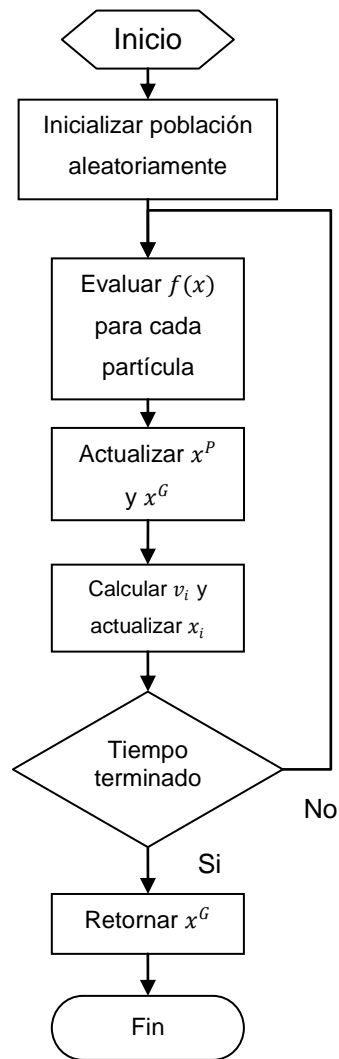 Inicio
Inicializar población
aleatoriamente
Evaluar f(x)
para cada
partícula
Actualizar x^P
y x^G
Calcular v_i y
actualizar x_i
Tiempo
terminado
No
Si
Retornar x^G
Fin